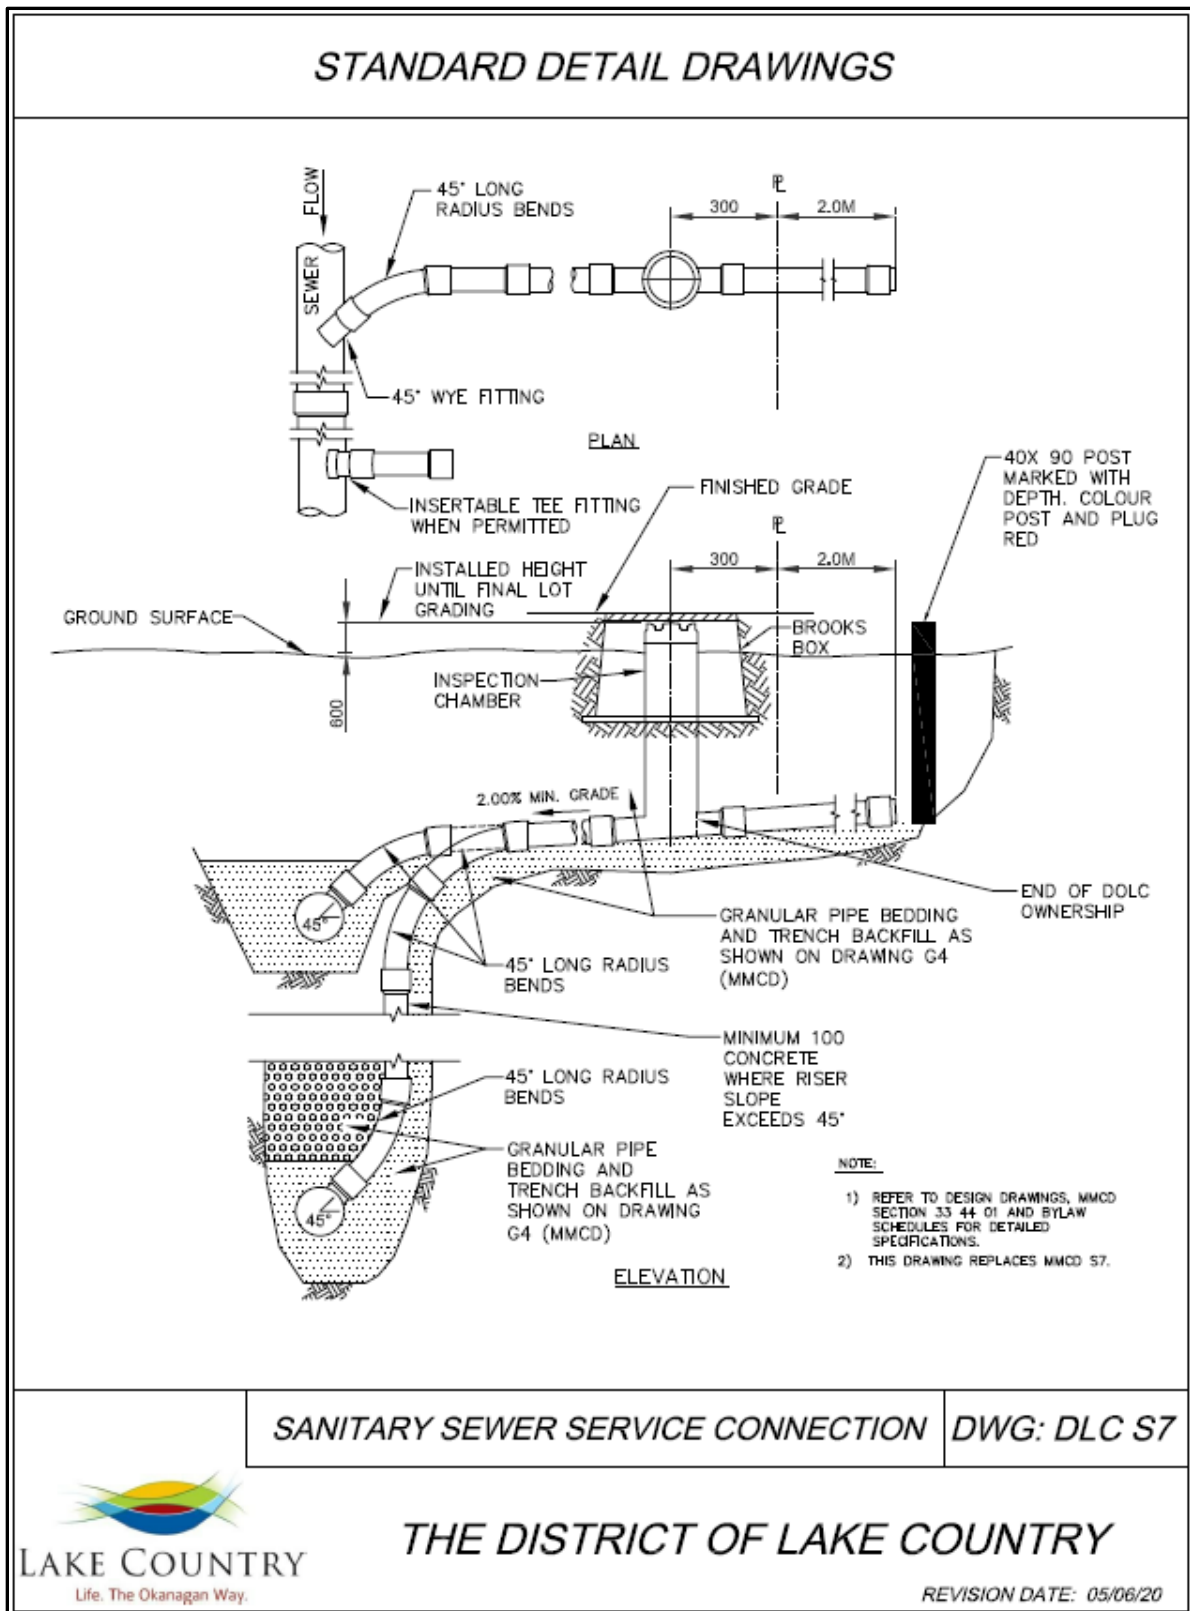 STANDARD DETAIL DRAWINGS
FLOW
SEWER
45° LONG
RADIUS BENDS
PL
300
2.0M
45° WYE FITTING
PLAN
INSERTABLE TEE FITTING
WHEN PERMITTED
FINISHED GRADE
40X 90 POST
MARKED WITH
DEPTH. COLOUR
POST AND PLUG
RED
PL
300
2.0M
INSTALLED HEIGHT
UNTIL FINAL LOT
GRADING
GROUND SURFACE
BROOKS
BOX
INSPECTION
CHAMBER
600
2.00% MIN. GRADE
45°
END OF DOLC
OWNERSHIP
GRANULAR PIPE BEDDING
AND TRENCH BACKFILL AS
SHOWN ON DRAWING G4
(MMCD)
45° LONG RADIUS
BENDS
MINIMUM 100
CONCRETE
WHERE RISER
SLOPE
EXCEEDS 45°
45° LONG RADIUS
BENDS
GRANULAR PIPE
BEDDING AND
TRENCH BACKFILL AS
SHOWN ON DRAWING
G4 (MMCD)
45°
ELEVATION
NOTE:
1) REFER TO DESIGN DRAWINGS, MMCD
SECTION 33 44 01 AND BYLAW
SCHEDULES FOR DETAILED
SPECIFICATIONS.
2) THIS DRAWING REPLACES MMCD S7.
SANITARY SEWER SERVICE CONNECTION
DWG: DLC S7
LAKE COUNTRY
Life. The Okanagan Way.
THE DISTRICT OF LAKE COUNTRY
REVISION DATE: 05/06/20